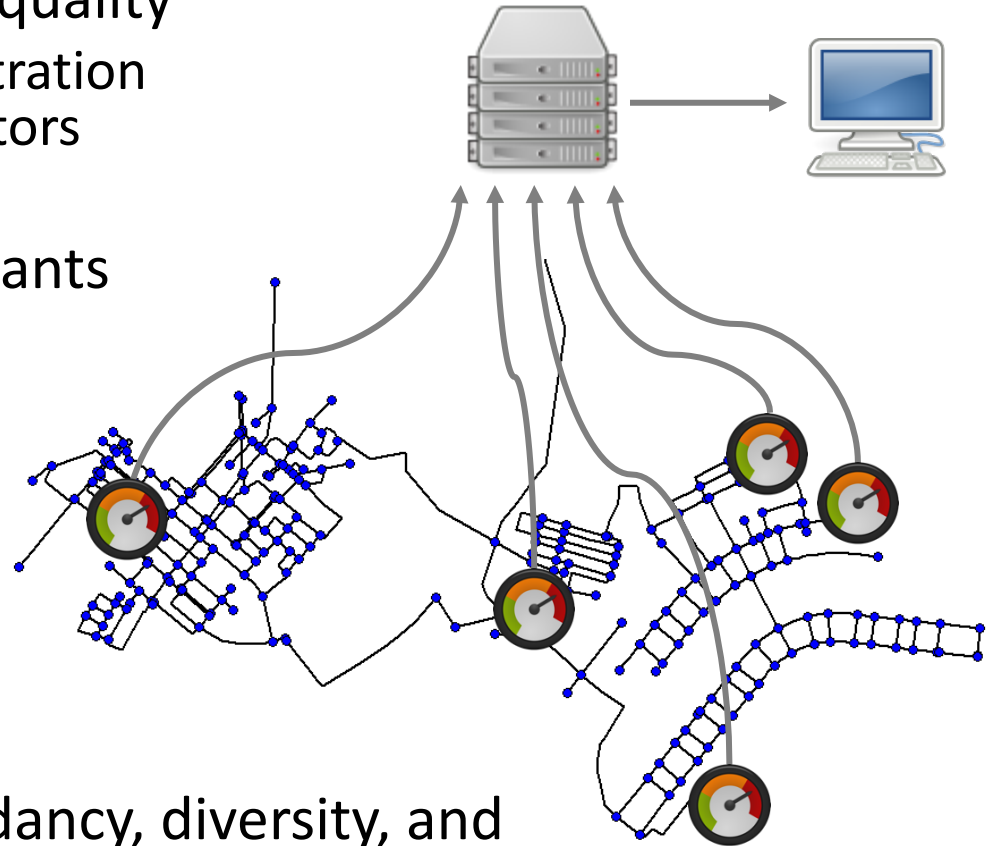 quality
tration
tors
ants
dancy, diversity, and